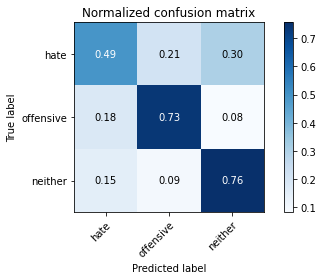 Normalized confusion matrix
True label
hate 0.49 0.21 0.30
offensive 0.18 0.73 0.08
neither 0.15 0.09 0.76
hate offensive neither
Predicted label
0.7
0.6
0.5
0.4
0.3
0.2
0.1